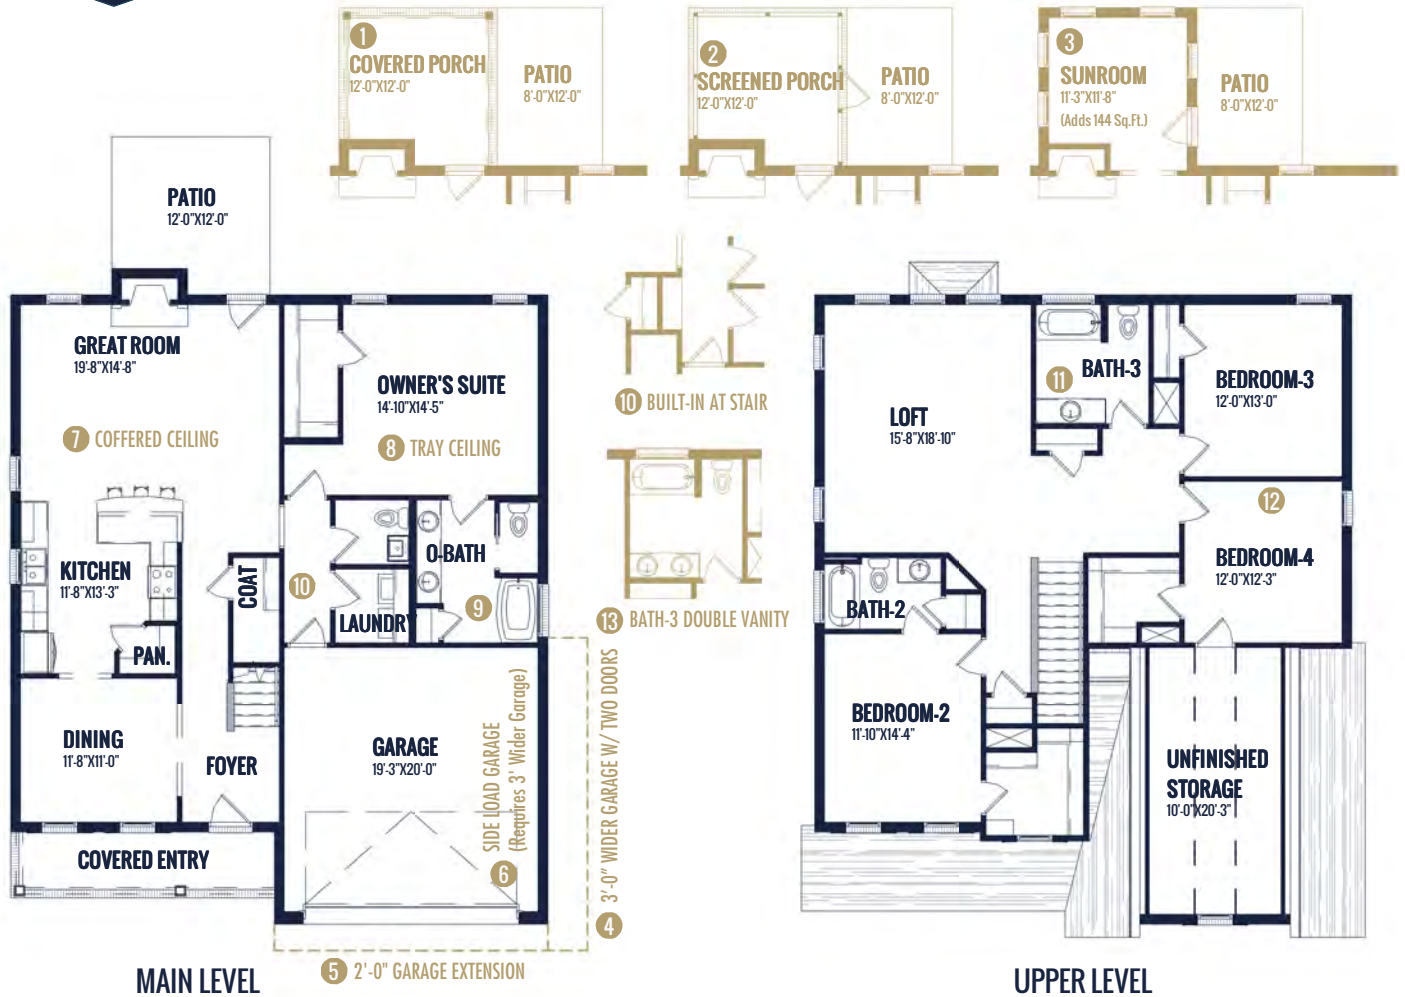 1
COVERED PORCH
12'-0"X12'-0"
PATIO
8'-0"X12'-0"
2
SCREENED PORCH
12'-0"X12'-0"
PATIO
8'-0"X12'-0"
3
SUNROOM
11'-3"X11'-8"
(Adds 144 Sq.Ft.)
PATIO
8'-0"X12'-0"
PATIO
12'-0"X12'-0"
GREAT ROOM
19'-8"X14'-8"
7 COFFERED CEILING
OWNER'S SUITE
14'-10"X14'-5"
8 TRAY CEILING
KITCHEN
11'-8"X13'-3"
COAT
10
LAUNDRY
O-BATH
9
PAN.
DINING
11'-8"X11'-0"
FOYER
GARAGE
19'-3"X20'-0"
SIDE LOAD GARAGE
(Requires 3' Wider Garage)
6
COVERED ENTRY
3'-0" WIDER GARAGE W/ TWO DOORS
4
5 2'-0" GARAGE EXTENSION
MAIN LEVEL
10 BUILT-IN AT STAIR
13 BATH-3 DOUBLE VANITY
LOFT
15'-8"X18'-10"
11
BATH-3
BEDROOM-3
12'-0"X13'-0"
12
BEDROOM-4
12'-0"X12'-3"
BATH-2
BEDROOM-2
11'-10"X14'-4"
UNFINISHED
STORAGE
10'-0"X20'-3"
UPPER LEVEL